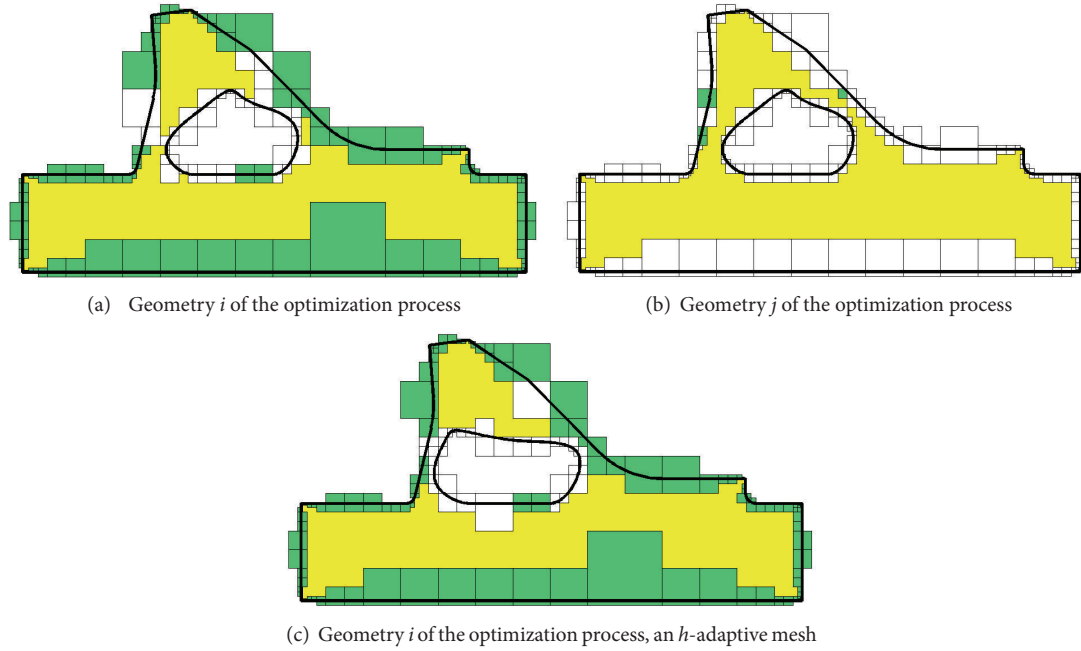 (a) Geometry i of the optimization process
(b) Geometry j of the optimization process
(c) Geometry i of the optimization process, an h-adaptive mesh